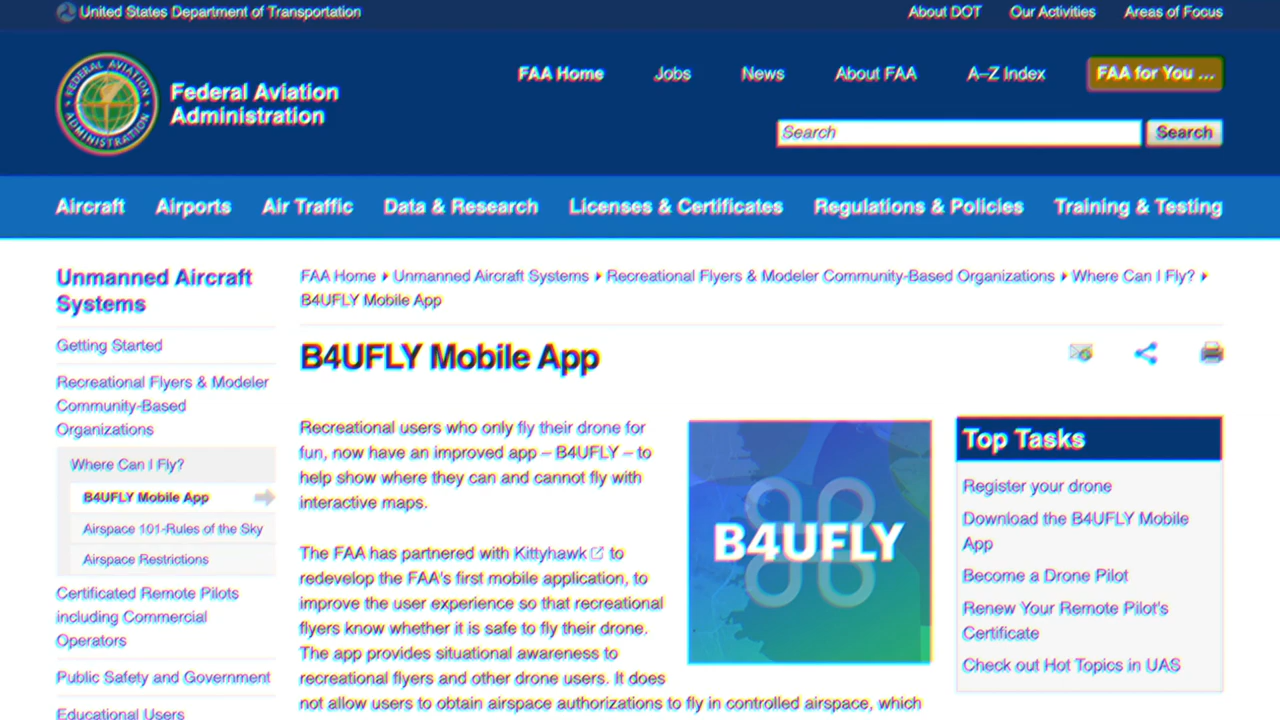 United States Department of Transportation
About DOT Our Activities Areas of Focus
FEDERAL AVIATION ADMINISTRATION
Federal Aviation
Administration
FAA Home Jobs News About FAA A–Z Index FAA for You ...
Search Search
Aircraft Airports Air Traffic Data & Research Licenses & Certificates Regulations & Policies Training & Testing
Unmanned Aircraft
Systems
Getting Started
Recreational Flyers & Modeler
Community-Based
Organizations
Where Can I Fly?
B4UFLY Mobile App
Airspace 101-Rules of the Sky
Airspace Restrictions
Certificated Remote Pilots
including Commercial
Operators
Public Safety and Government
Educational Users
FAA Home ▸ Unmanned Aircraft Systems ▸ Recreational Flyers & Modeler Community-Based Organizations ▸ Where Can I Fly? ▸
B4UFLY Mobile App
B4UFLY Mobile App
Recreational users who only fly their drone for
fun, now have an improved app – B4UFLY – to
help show where they can and cannot fly with
interactive maps.
The FAA has partnered with Kittyhawk to
redevelop the FAA's first mobile application, to
improve the user experience so that recreational
flyers know whether it is safe to fly their drone.
The app provides situational awareness to
recreational flyers and other drone users. It does
not allow users to obtain airspace authorizations to fly in controlled airspace, which
B4UFLY
Top Tasks
Register your drone
Download the B4UFLY Mobile
App
Become a Drone Pilot
Renew Your Remote Pilot's
Certificate
Check out Hot Topics in UAS